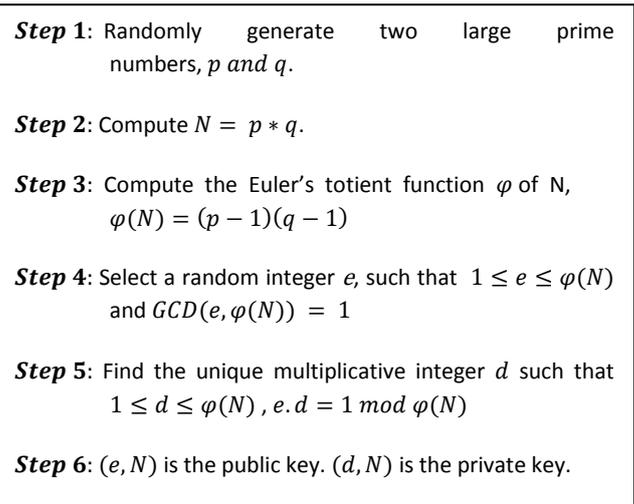 Step 1: Randomly generate two large prime
numbers, p and q.
Step 2: Compute N = p * q.
Step 3: Compute the Euler's totient function φ of N,
φ(N) = (p − 1)(q − 1)
Step 4: Select a random integer e, such that 1 ≤ e ≤ φ(N)
and GCD(e, φ(N)) = 1
Step 5: Find the unique multiplicative integer d such that
1 ≤ d ≤ φ(N) , e. d = 1 mod φ(N)
Step 6: (e, N) is the public key. (d, N) is the private key.